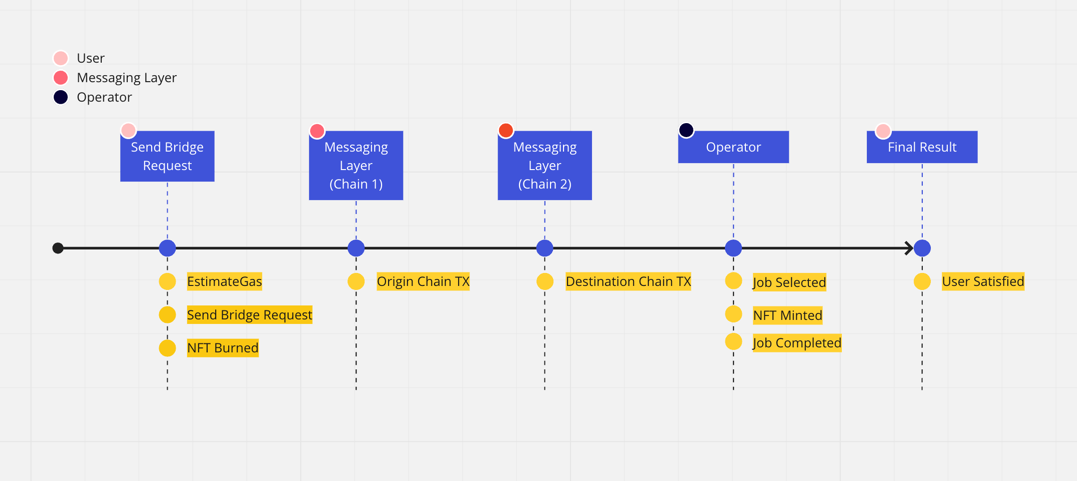 User
Messaging Layer
Operator
Send Bridge
Request
Messaging
Layer
(Chain 1)
Messaging
Layer
(Chain 2)
Operator
Final Result
EstimateGas
Send Bridge Request
NFT Burned
Origin Chain TX
Destination Chain TX
Job Selected
NFT Minted
Job Completed
User Satisfied